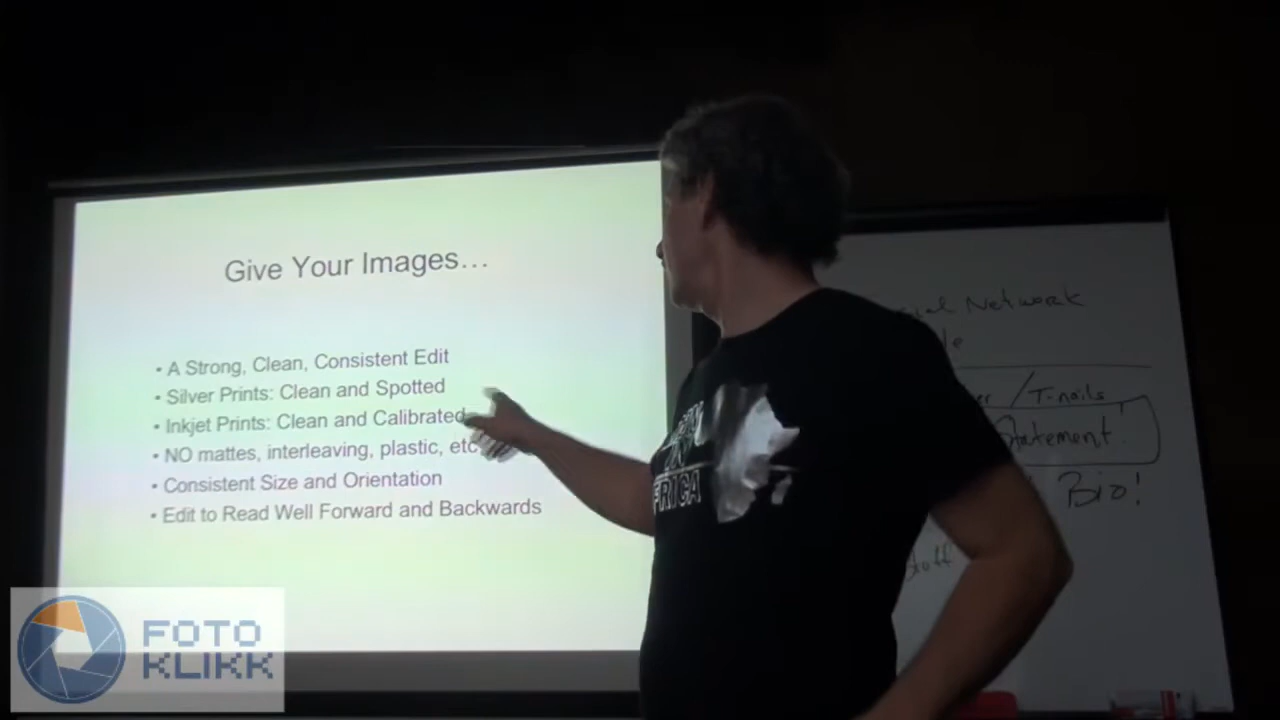 Give Your Images…
• A Strong, Clean, Consistent Edit
• Silver Prints: Clean and Spotted
• Inkjet Prints: Clean and Calibrated
• NO mattes, interleaving, plastic, etc
• Consistent Size and Orientation
• Edit to Read Well Forward and Backwards
Network
/T-nails
Statement
Bio!
Stuff
FRICA
FOTO
KLIKK